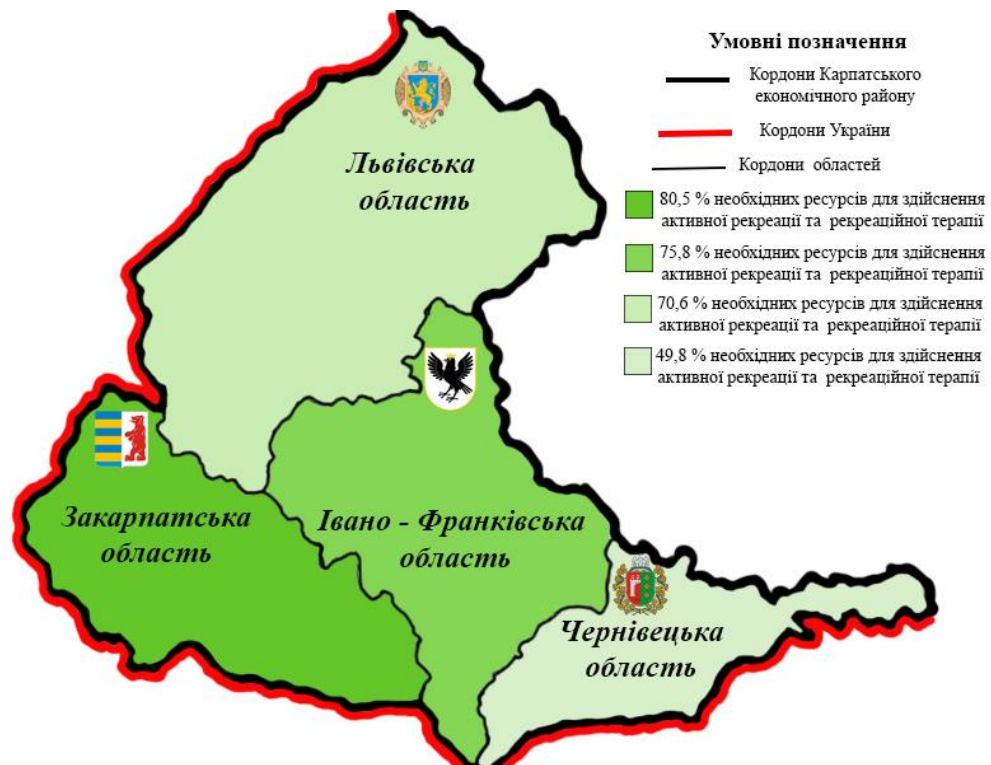 Умовні позначення
Кордони Карпатського
економічного району
Кордони України
Кордони областей
80,5 % необхідних ресурсів для здійснення
активної рекреації та рекреаційної терапії
75,8 % необхідних ресурсів для здійснення
активної рекреації та рекреаційної терапії
70,6 % необхідних ресурсів для здійснення
активної рекреації та рекреаційної терапії
49,8 % необхідних ресурсів для здійснення
активної рекреації та рекреаційної терапії
Львівська
область
Закарпатська
область
Івано - Франківська
область
Чернівецька
область